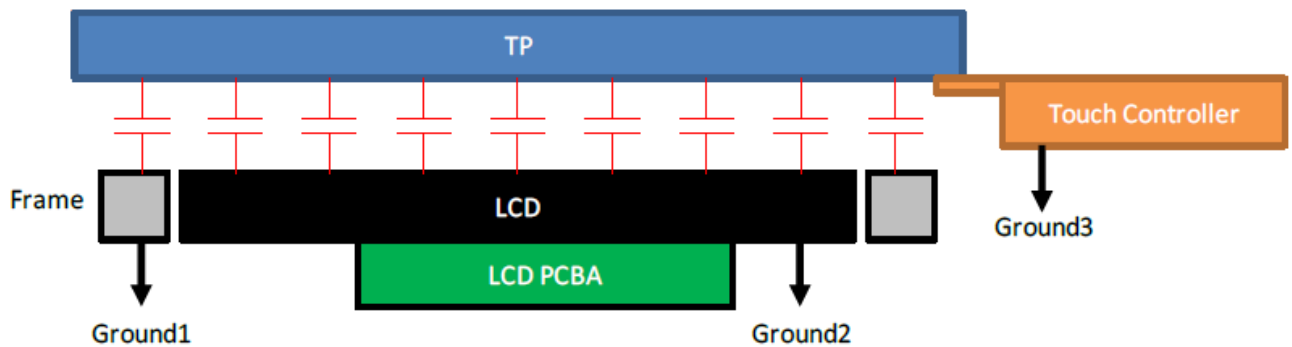 TP
Touch Controller
Frame
LCD
Ground3
LCD PCBA
Ground1
Ground2